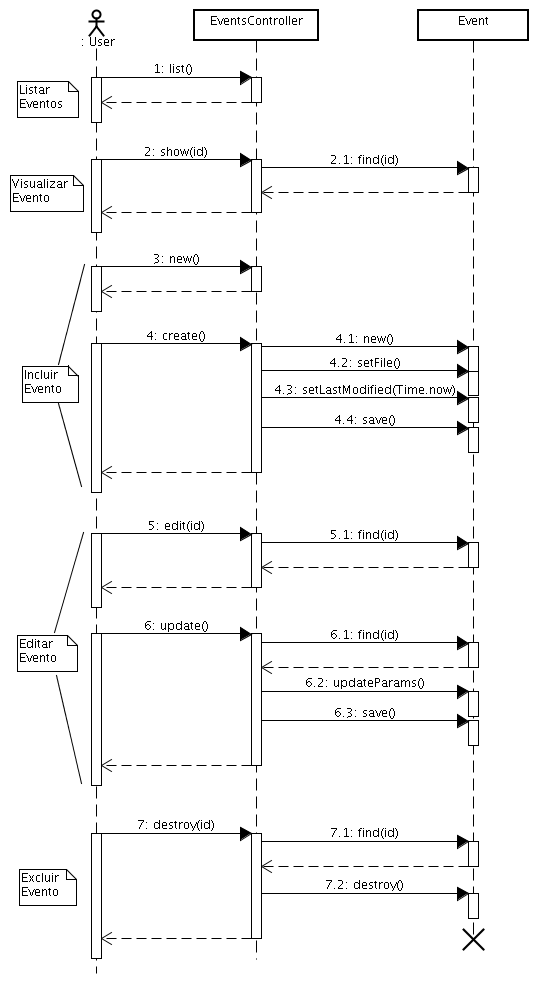 : User
EventsController
Event
1: list()
Listar
Eventos
2: show(id)
2.1: find(id)
Visualizar
Evento
3: new()
4: create()
4.1: new()
4.2: setFile()
Incluir
Evento
4.3: setLastModified(Time.now)
4.4: save()
5: edit(id)
5.1: find(id)
6: update()
6.1: find(id)
Editar
Evento
6.2: updateParams()
6.3: save()
7: destroy(id)
7.1: find(id)
Excluir
Evento
7.2: destroy()